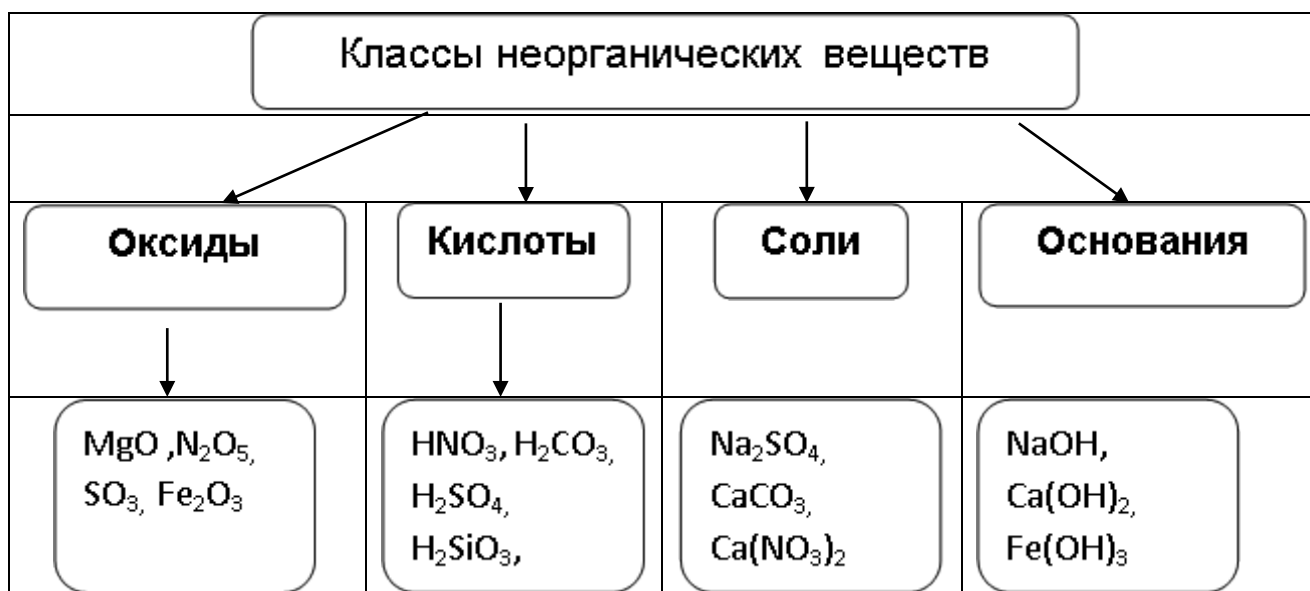 Классы неорганических веществ
Оксиды
Кислоты
Соли
Основания
MgO ,N₂O₅,
SO₃, Fe₂O₃
HNO₃, H₂CO₃,
H₂SO₄,
H₂SiO₃,
Na₂SO₄,
CaCO₃,
Ca(NO₃)₂
NaOH,
Ca(OH)₂,
Fe(OH)₃